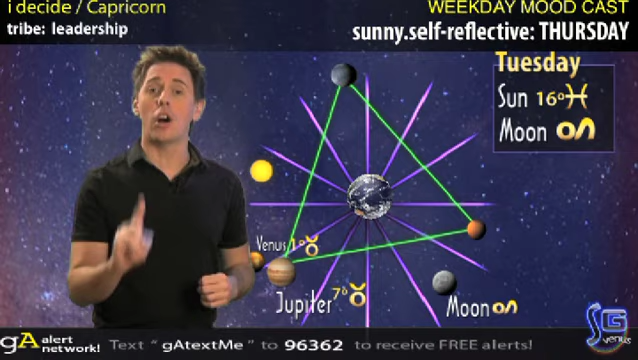 i decide / Capricorn
tribe: leadership
WEEKDAY MOOD CAST
sunny.self-reflective: THURSDAY
Tuesday
Sun 16° ♓
Moon ♌
Venus 1° ♉
Jupiter 7° ♉
Moon ♌
SG venus
gA alert network! Text "gAtextMe" to 96362 to receive FREE alerts!